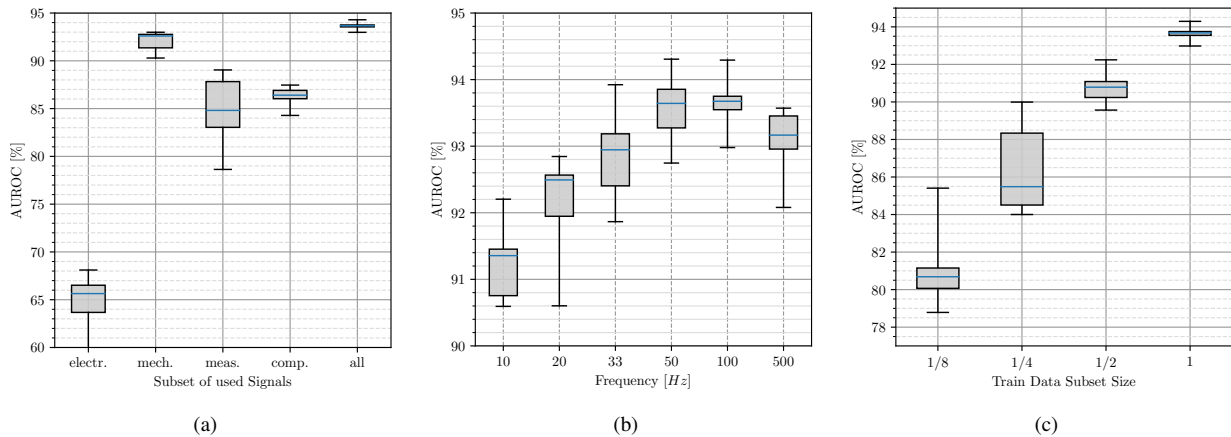 95
90
85
80
75
70
65
60
AUROC [%]
electr. mech. meas. comp. all
Subset of used Signals
(a)
95
94
93
92
91
90
AUROC [%]
10 20 33 50 100 500
Frequency [Hz]
(b)
94
92
90
88
86
84
82
80
78
AUROC [%]
1/8 1/4 1/2 1
Train Data Subset Size
(c)